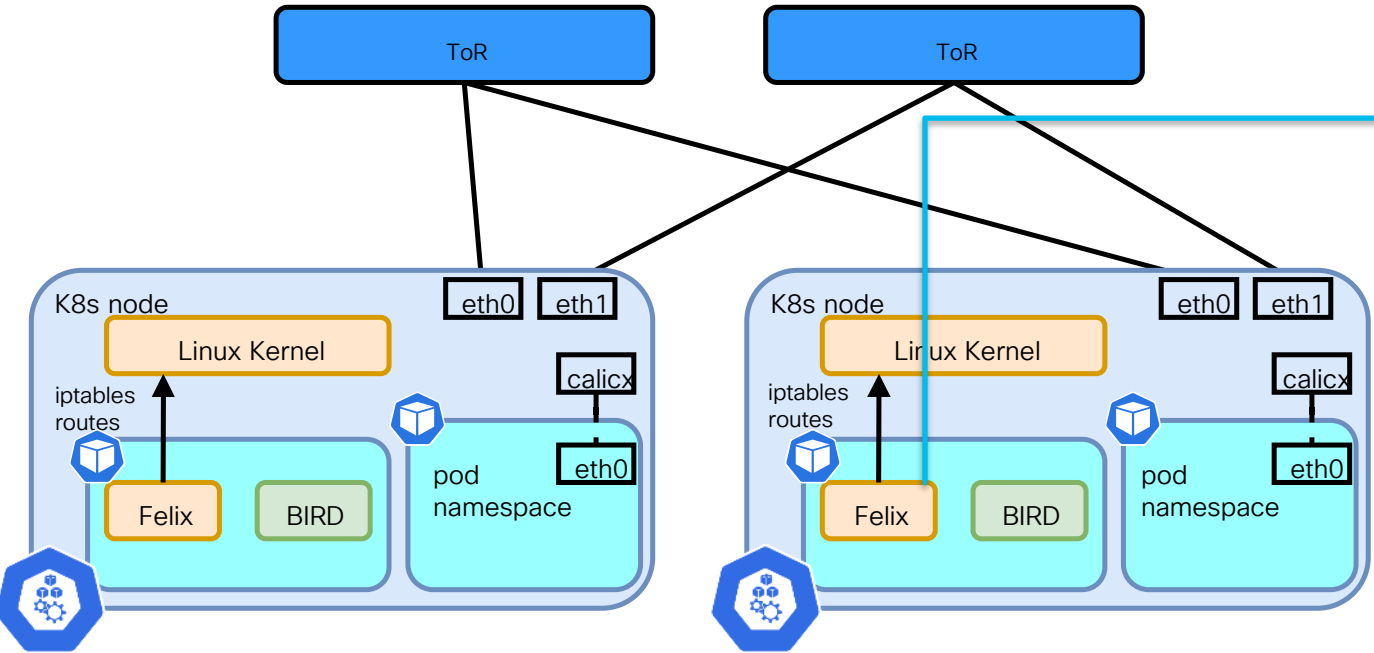 ToR
ToR
K8s node
eth0
eth1
Linux Kernel
iptables
routes
calicx
eth0
pod
namespace
Felix
BIRD
K8s node
eth0
eth1
Linux Kernel
iptables
routes
calicx
eth0
pod
namespace
Felix
BIRD